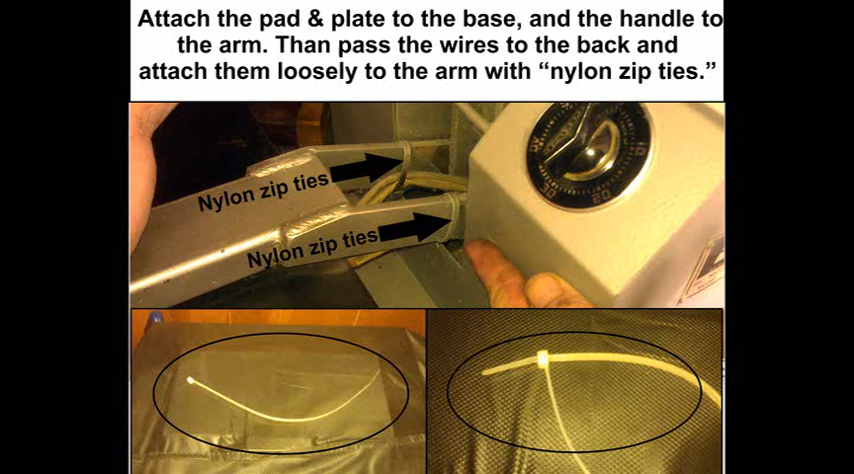 Attach the pad & plate to the base, and the handle to
the arm. Than pass the wires to the back and
attach them loosely to the arm with “nylon zip ties.”
Nylon zip ties
Nylon zip ties